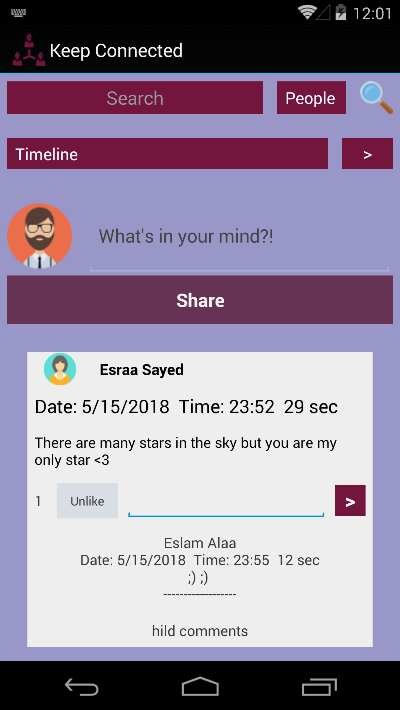 12:01
Keep Connected
Search
People
Timeline
>
What's in your mind?!
Share
Esraa Sayed
Date: 5/15/2018 Time: 23:52 29 sec
There are many stars in the sky but you are my
only star <3
1
Unlike
>
Eslam Alaa
Date: 5/15/2018 Time: 23:55 12 sec
;) ;)
------------------
hild comments